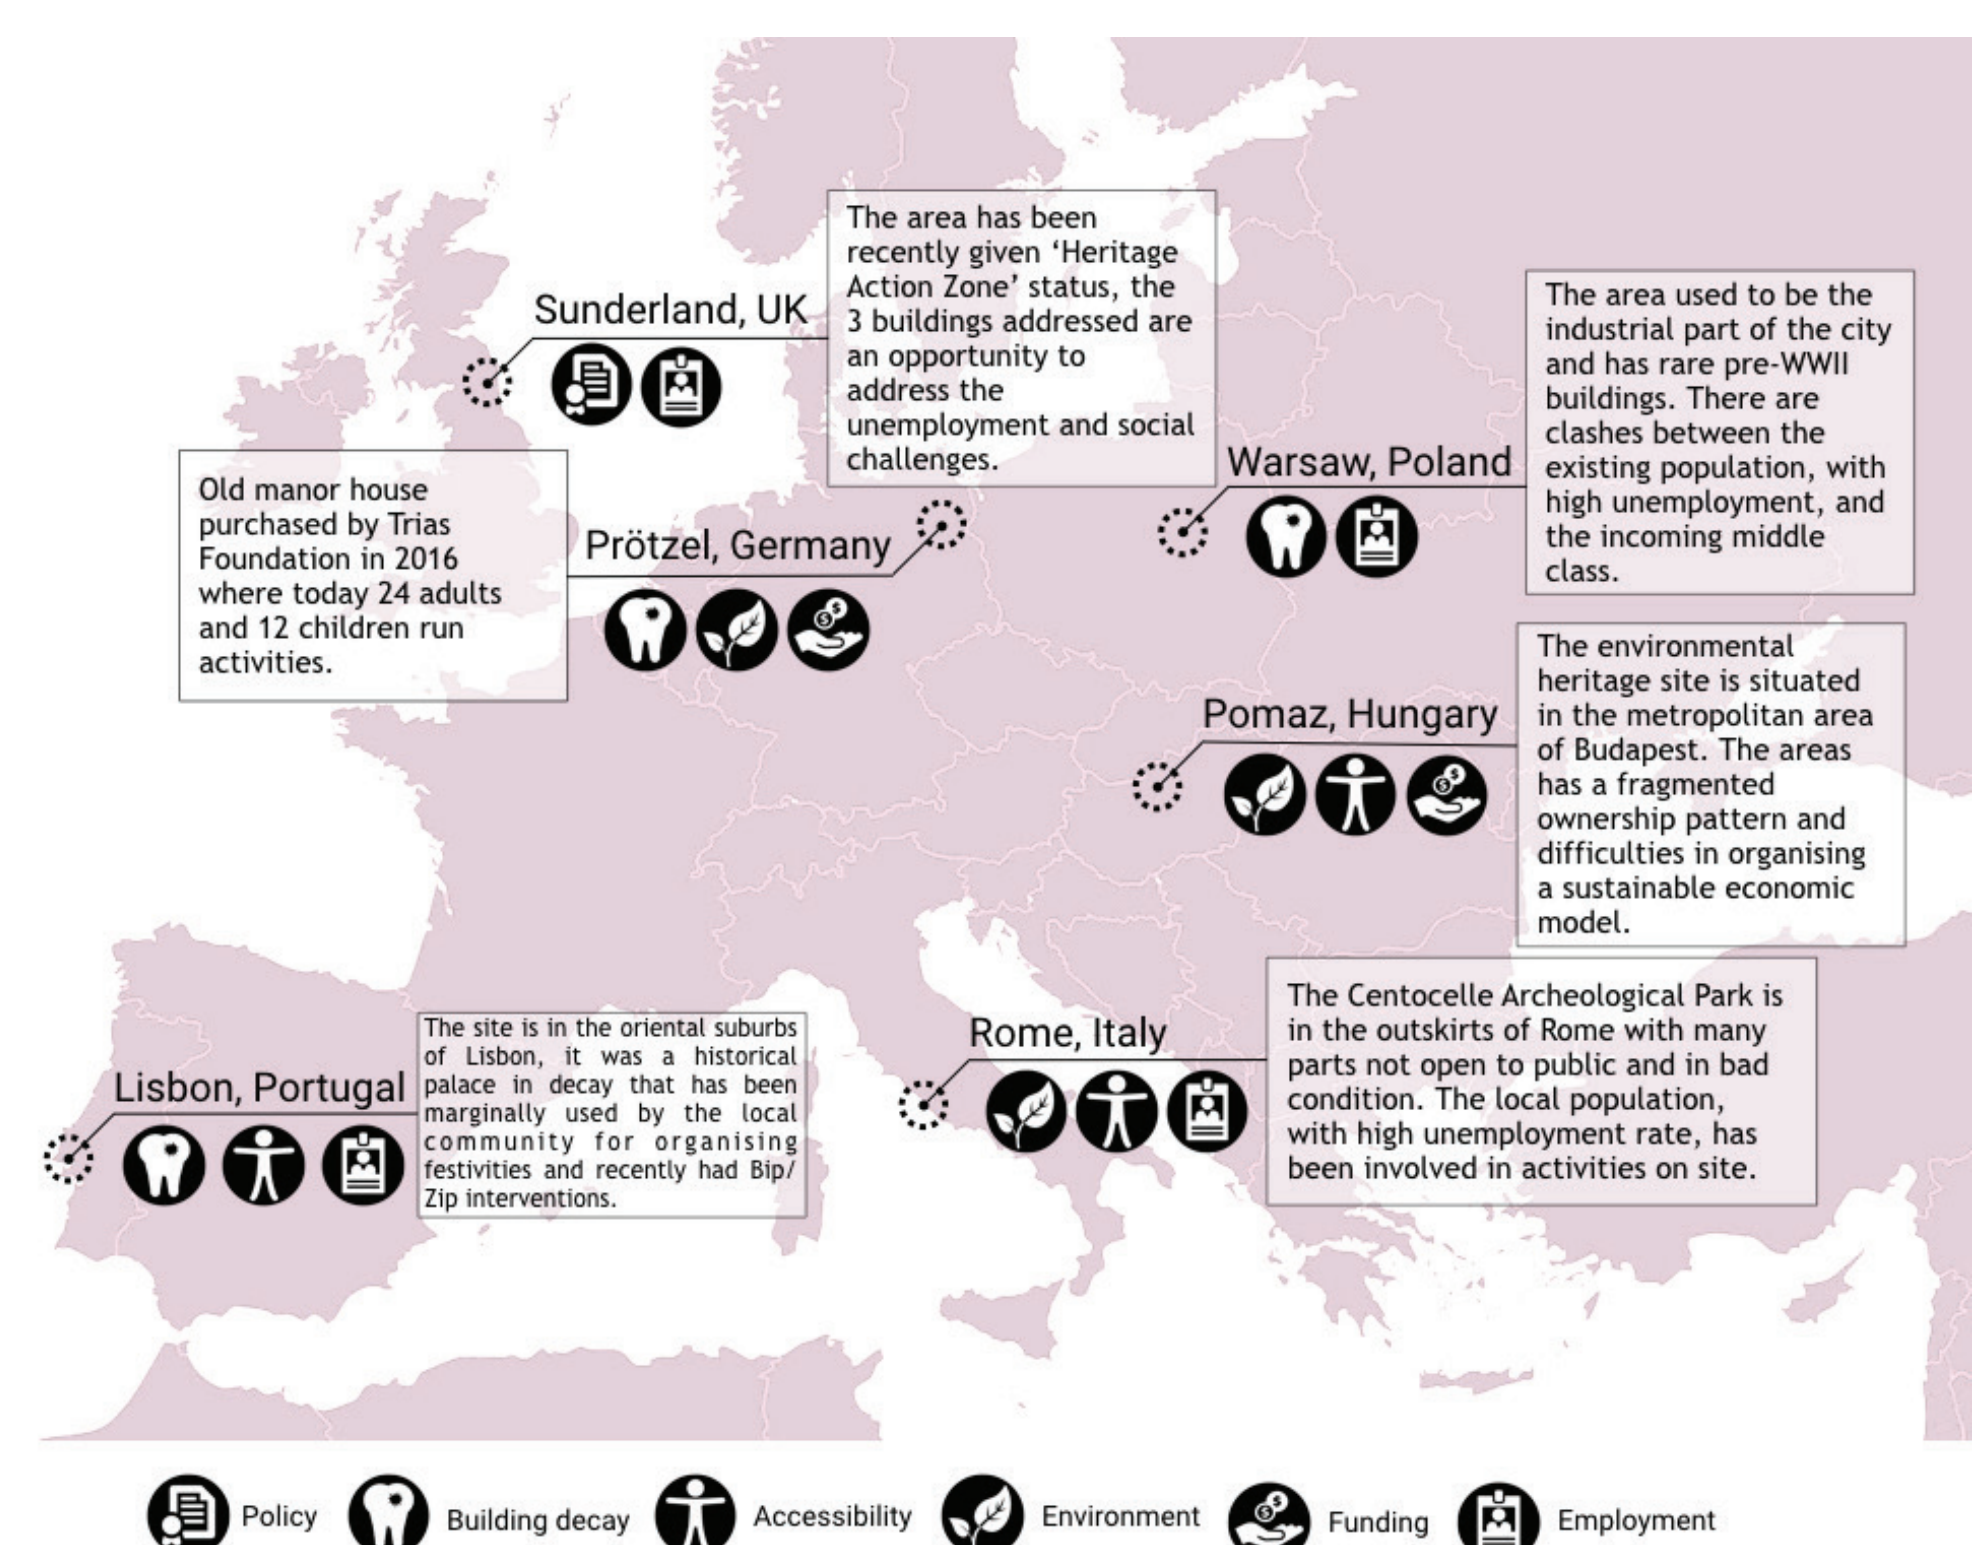 Sunderland, UK
The area has been
recently given ‘Heritage
Action Zone’ status, the
3 buildings addressed are
an opportunity to
address the
unemployment and social
challenges.
Warsaw, Poland
The area used to be the
industrial part of the city
and has rare pre-WWII
buildings. There are
clashes between the
existing population, with
high unemployment, and
the incoming middle
class.
Old manor house
purchased by Trias
Foundation in 2016
where today 24 adults
and 12 children run
activities.
Prötzel, Germany
Pomaz, Hungary
The environmental
heritage site is situated
in the metropolitan area
of Budapest. The areas
has a fragmented
ownership pattern and
difficulties in organising
a sustainable economic
model.
Lisbon, Portugal
The site is in the oriental suburbs
of Lisbon, it was a historical
palace in decay that has been
marginally used by the local
community for organising
festivities and recently had Bip/
Zip interventions.
Rome, Italy
The Centocelle Archeological Park is
in the outskirts of Rome with many
parts not open to public and in bad
condition. The local population,
with high unemployment rate, has
been involved in activities on site.
Policy
Building decay
Accessibility
Environment
Funding
Employment